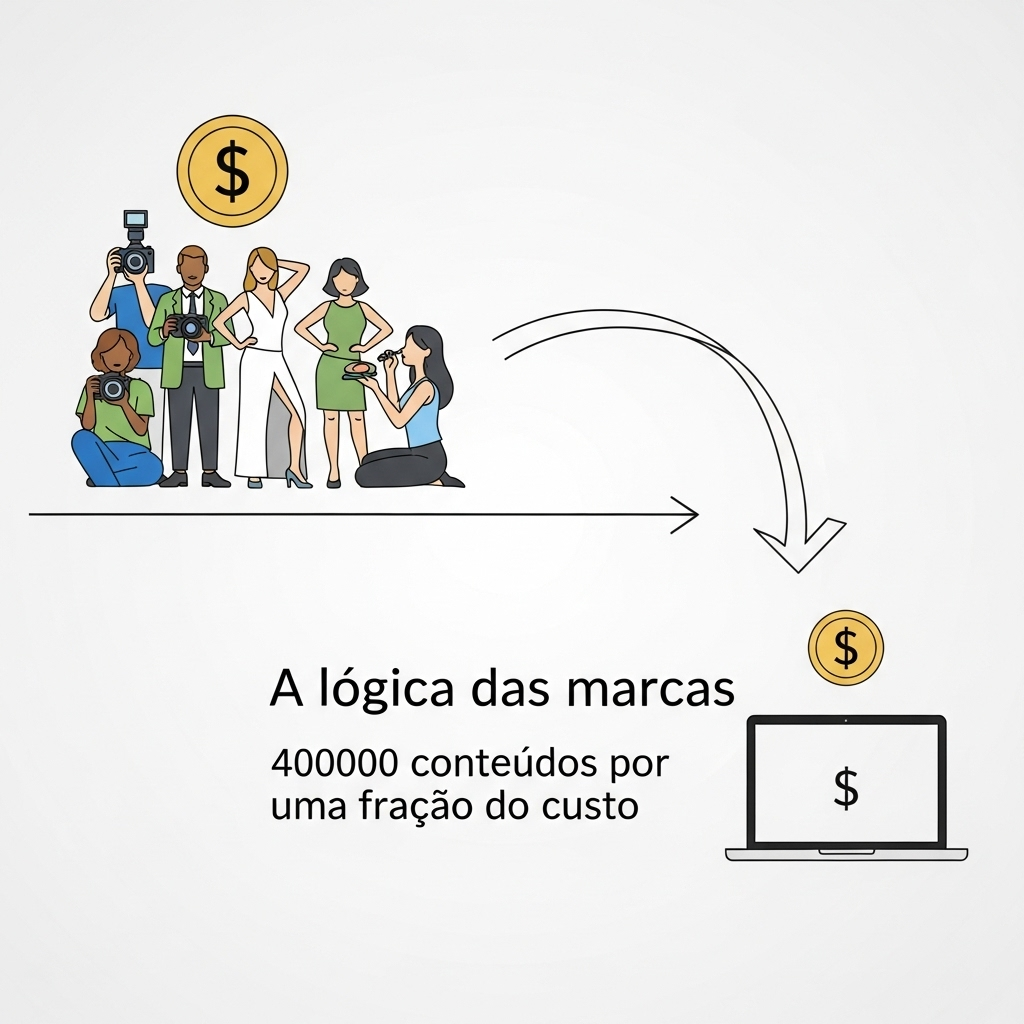 $
A lógica das marcas
400000 conteúdos por
uma fração do custo
$
$